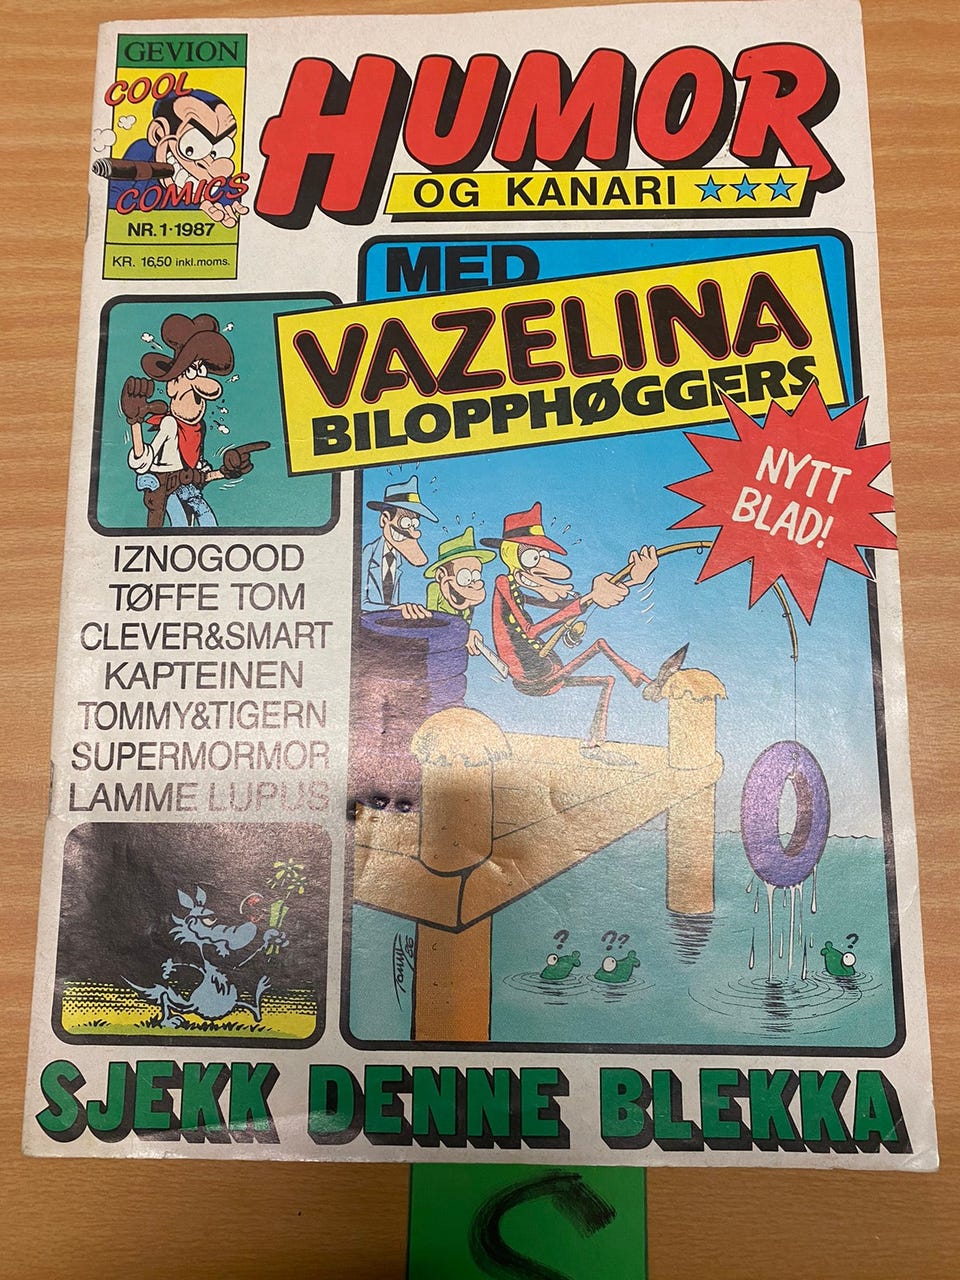 GEVION
COOL
COMICS
NR. 1·1987
KR. 16,50 inkl.moms.
HUMOR
OG KANARI
MED
VAZELINA
BILOPPHØGGERS
NYTT
BLAD!
IZNOGOOD
TØFFE TOM
CLEVER&SMART
KAPTEINEN
TOMMY&TIGERN
SUPERMORMOR
LAMME LUPUS
?
??
?
SJEKK DENNE BLEKKA